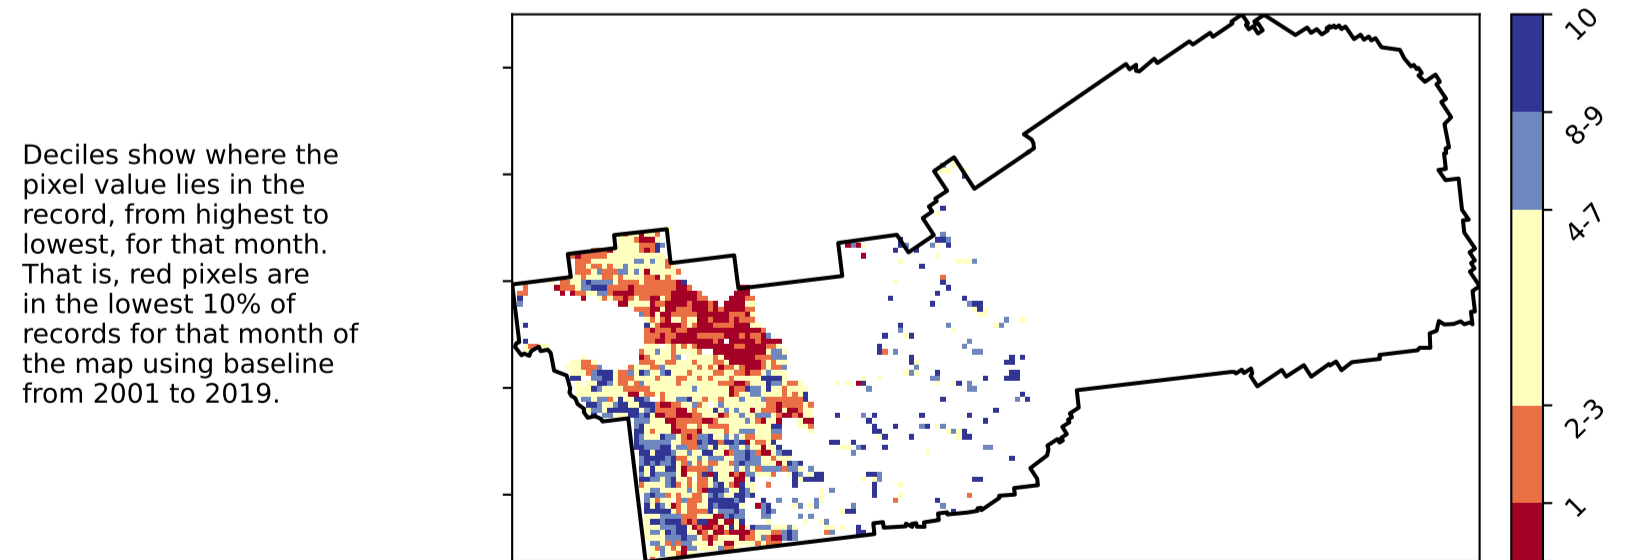 Deciles show where the
pixel value lies in the
record, from highest to
lowest, for that month.
That is, red pixels are
in the lowest 10% of
records for that month of
the map using baseline
from 2001 to 2019.
10
8-9
4-7
2-3
1